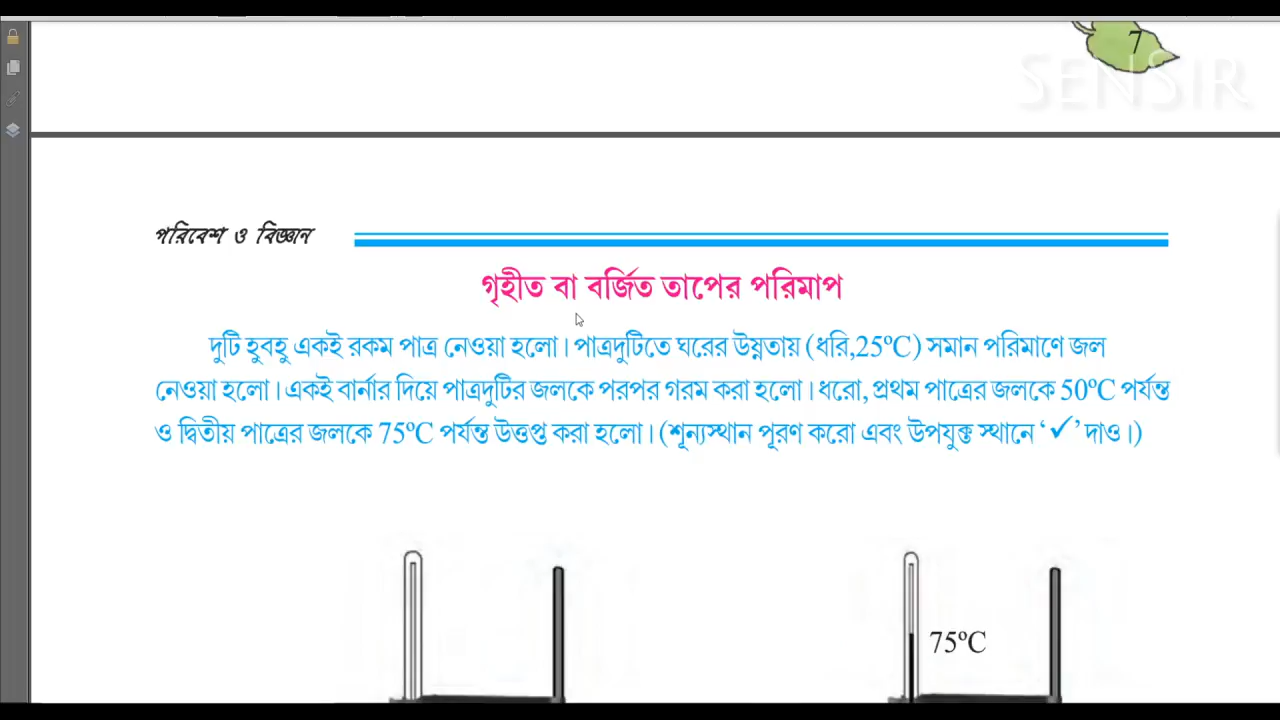 7
SENSIR
পরিবেশ ও বিজ্ঞান
গৃহীত বা বর্জিত তাপের পরিমাপ
দুটি হুবহু একই রকম পাত্র নেওয়া হলো। পাত্রদুটিতে ঘরের উষ্ণতায় (ধরি,25ºC) সমান পরিমাণে জল
নেওয়া হলো। একই বার্নার দিয়ে পাত্রদুটির জলকে পরপর গরম করা হলো। ধরো, প্রথম পাত্রের জলকে 50ºC পর্যন্ত
ও দ্বিতীয় পাত্রের জলকে 75ºC পর্যন্ত উত্তপ্ত করা হলো। (শূন্যস্থান পূরণ করো এবং উপযুক্ত স্থানে ‘✓’ দাও।)
75ºC